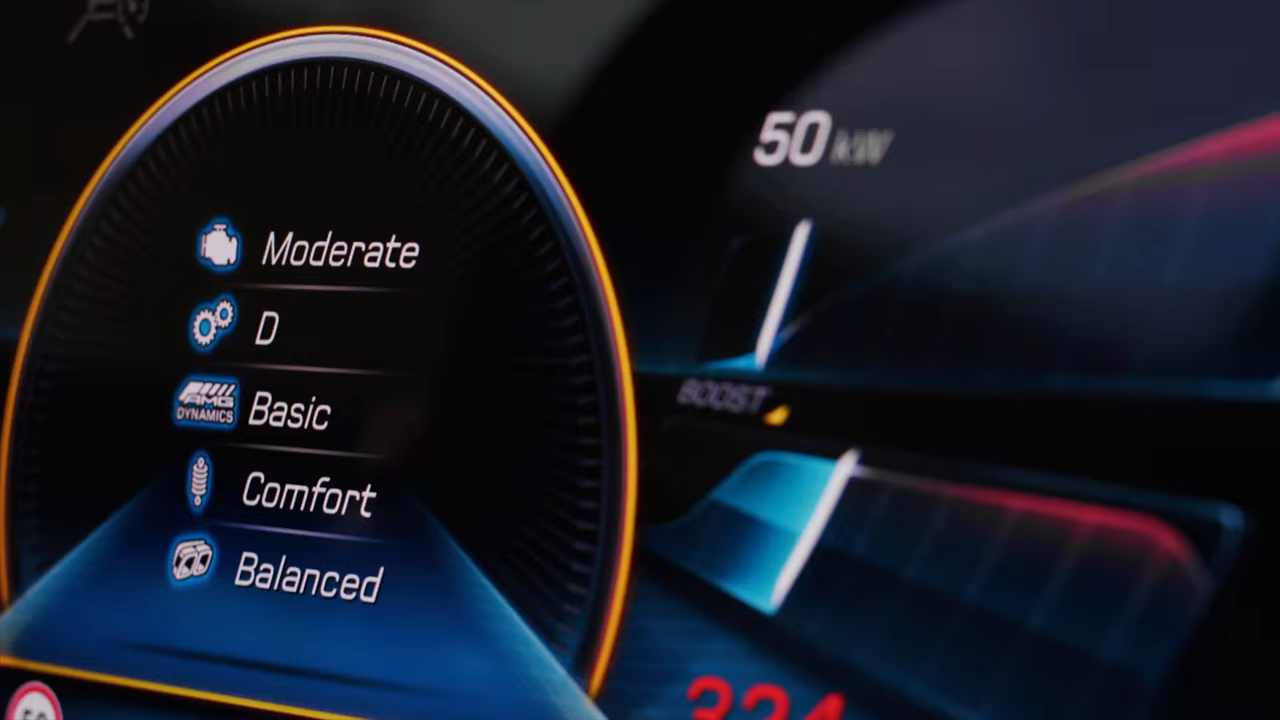 Moderate
D
AMG
DYNAMICS
Basic
Comfort
Balanced
50 kW
BOOST